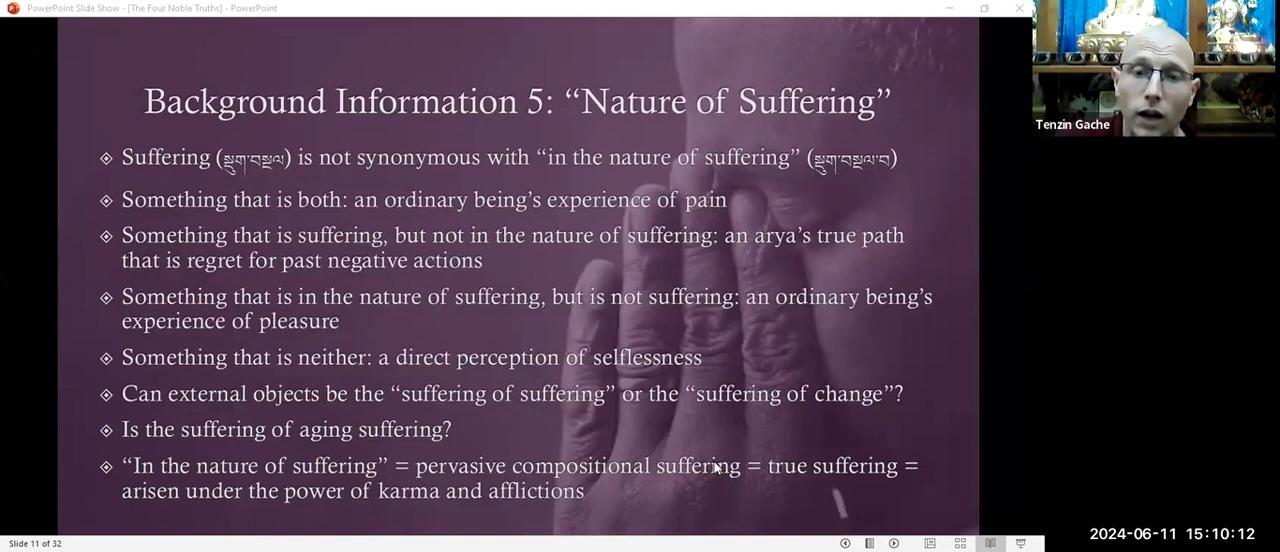 PowerPoint Slide Show - [The Four Noble Truths] - PowerPoint
Background Information 5: “Nature of Suffering”
Suffering (སྡུག་བསྔལ) is not synonymous with “in the nature of suffering” (སྡུག་བསྔལ་བ)
Something that is both: an ordinary being’s experience of pain
Something that is suffering, but not in the nature of suffering: an arya’s true path
that is regret for past negative actions
Something that is in the nature of suffering, but is not suffering: an ordinary being’s
experience of pleasure
Something that is neither: a direct perception of selflessness
Can external objects be the “suffering of suffering” or the “suffering of change”?
Is the suffering of aging suffering?
“In the nature of suffering” = pervasive compositional suffering = true suffering =
arisen under the power of karma and afflictions
Tenzin Gache
Slide 11 of 32
2024-06-11 15:10:12